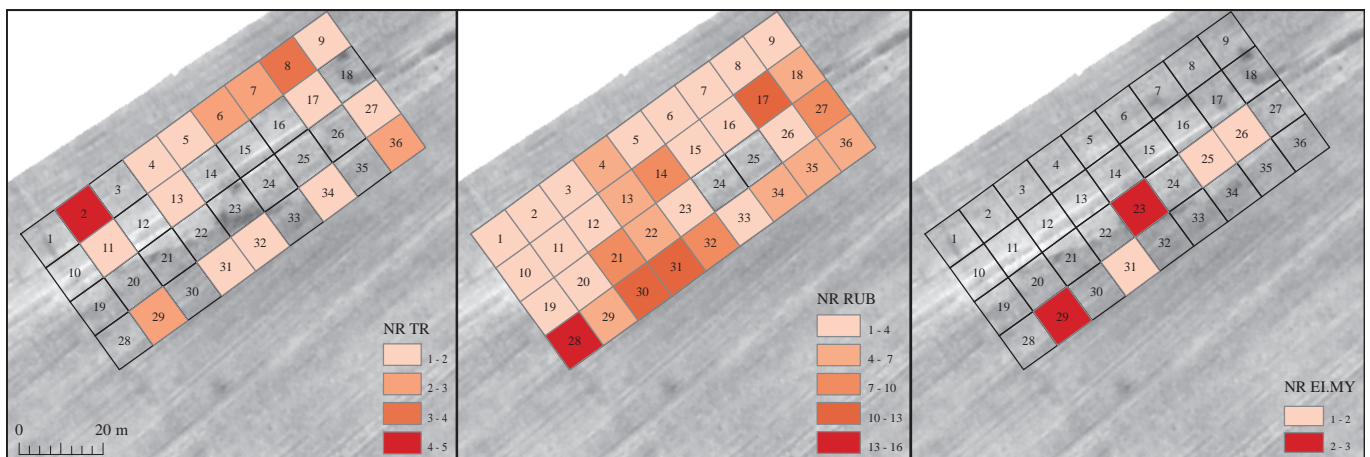 1 2 3 4 5 6 7 8 9
10 11 12 13 14 15 16 17 18
19 20 21 22 23 24 25 26 27
28 29 30 31 32 33 34 35 36
NR TR
1 - 2
2 - 3
3 - 4
4 - 5
0 20 m
1 2 3 4 5 6 7 8 9
10 11 12 13 14 15 16 17 18
19 20 21 22 23 24 25 26 27
28 29 30 31 32 33 34 35 36
NR RUB
1 - 4
4 - 7
7 - 10
10 - 13
13 - 16
1 2 3 4 5 6 7 8 9
10 11 12 13 14 15 16 17 18
19 20 21 22 23 24 25 26 27
28 29 30 31 32 33 34 35 36
NR EI.MY
1 - 2
2 - 3